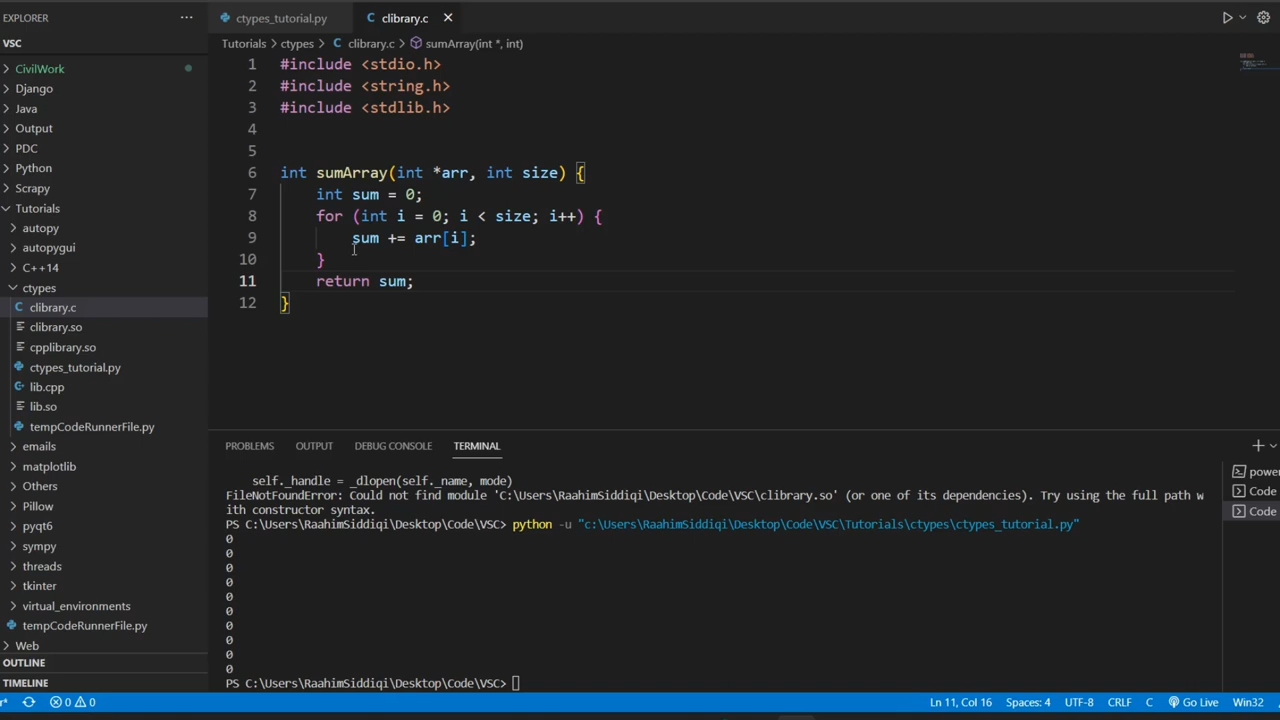 EXPLORER
VSC
CivilWork
Django
Java
Output
PDC
Python
Scrapy
Tutorials
autopy
autopygui
C++14
ctypes
clibrary.c
clibrary.so
cpplibrary.so
ctypes_tutorial.py
lib.cpp
lib.so
tempCodeRunnerFile.py
emails
matplotlib
Others
Pillow
pyqt6
sympy
threads
tkinter
virtual_environments
tempCodeRunnerFile.py
Web
OUTLINE
TIMELINE
ctypes_tutorial.py
clibrary.c
Tutorials > ctypes > C clibrary.c > sumArray(int *, int)
1 #include <stdio.h>
2 #include <string.h>
3 #include <stdlib.h>
4
5
6 int sumArray(int *arr, int size) {
7 int sum = 0;
8 for (int i = 0; i < size; i++) {
9 sum += arr[i];
10 }
11 return sum;
12 }
PROBLEMS OUTPUT DEBUG CONSOLE TERMINAL
self._handle = _dlopen(self._name, mode)
FileNotFoundError: Could not find module 'C:\Users\RaahimSiddiqi\Desktop\Code\VSC\clibrary.so' (or one of its dependencies). Try using the full path w
ith constructor syntax.
PS C:\Users\RaahimSiddiqi\Desktop\Code\VSC> python -u "c:\Users\RaahimSiddiqi\Desktop\Code\VSC\Tutorials\ctypes\ctypes_tutorial.py"
0
0
0
0
0
0
0
0
0
0
PS C:\Users\RaahimSiddiqi\Desktop\Code\VSC>
power
Code
Code
r* 0 0 Ln 11, Col 16 Spaces: 4 UTF-8 CRLF C Go Live Win32